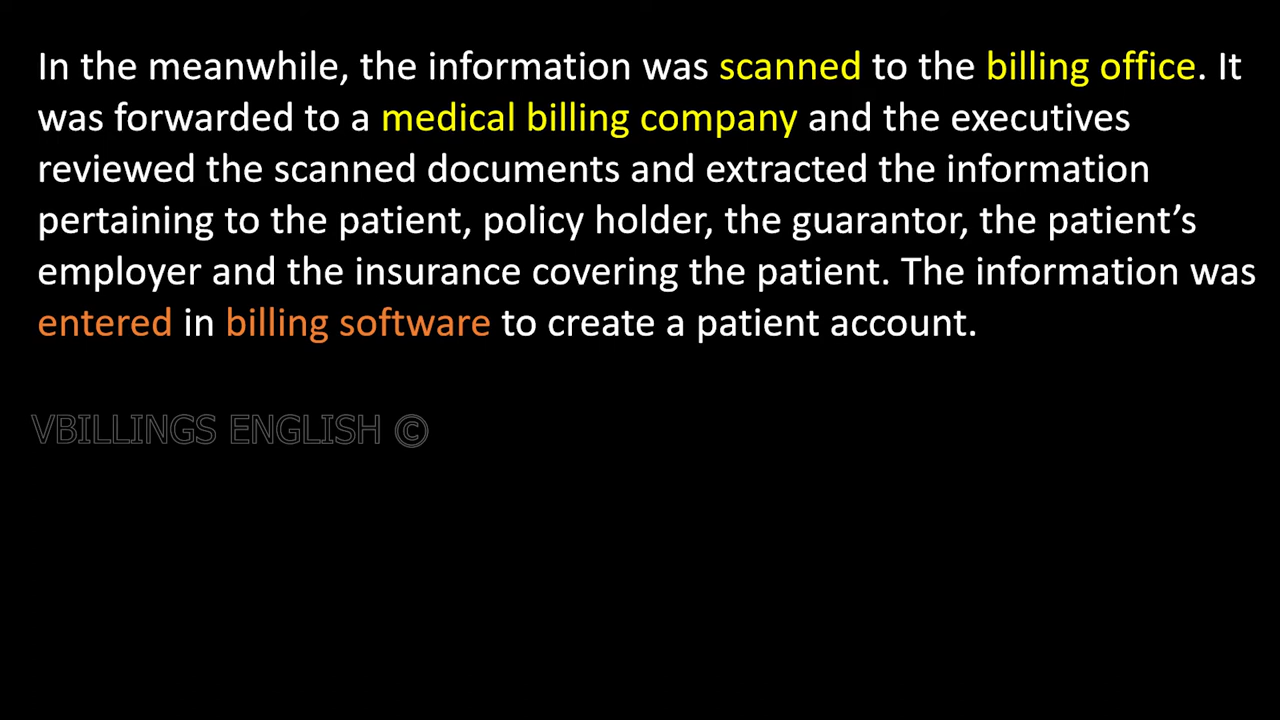 In the meanwhile, the information was scanned to the billing office. It
was forwarded to a medical billing company and the executives
reviewed the scanned documents and extracted the information
pertaining to the patient, policy holder, the guarantor, the patient’s
employer and the insurance covering the patient. The information was
entered in billing software to create a patient account.
VBILLINGS ENGLISH ©